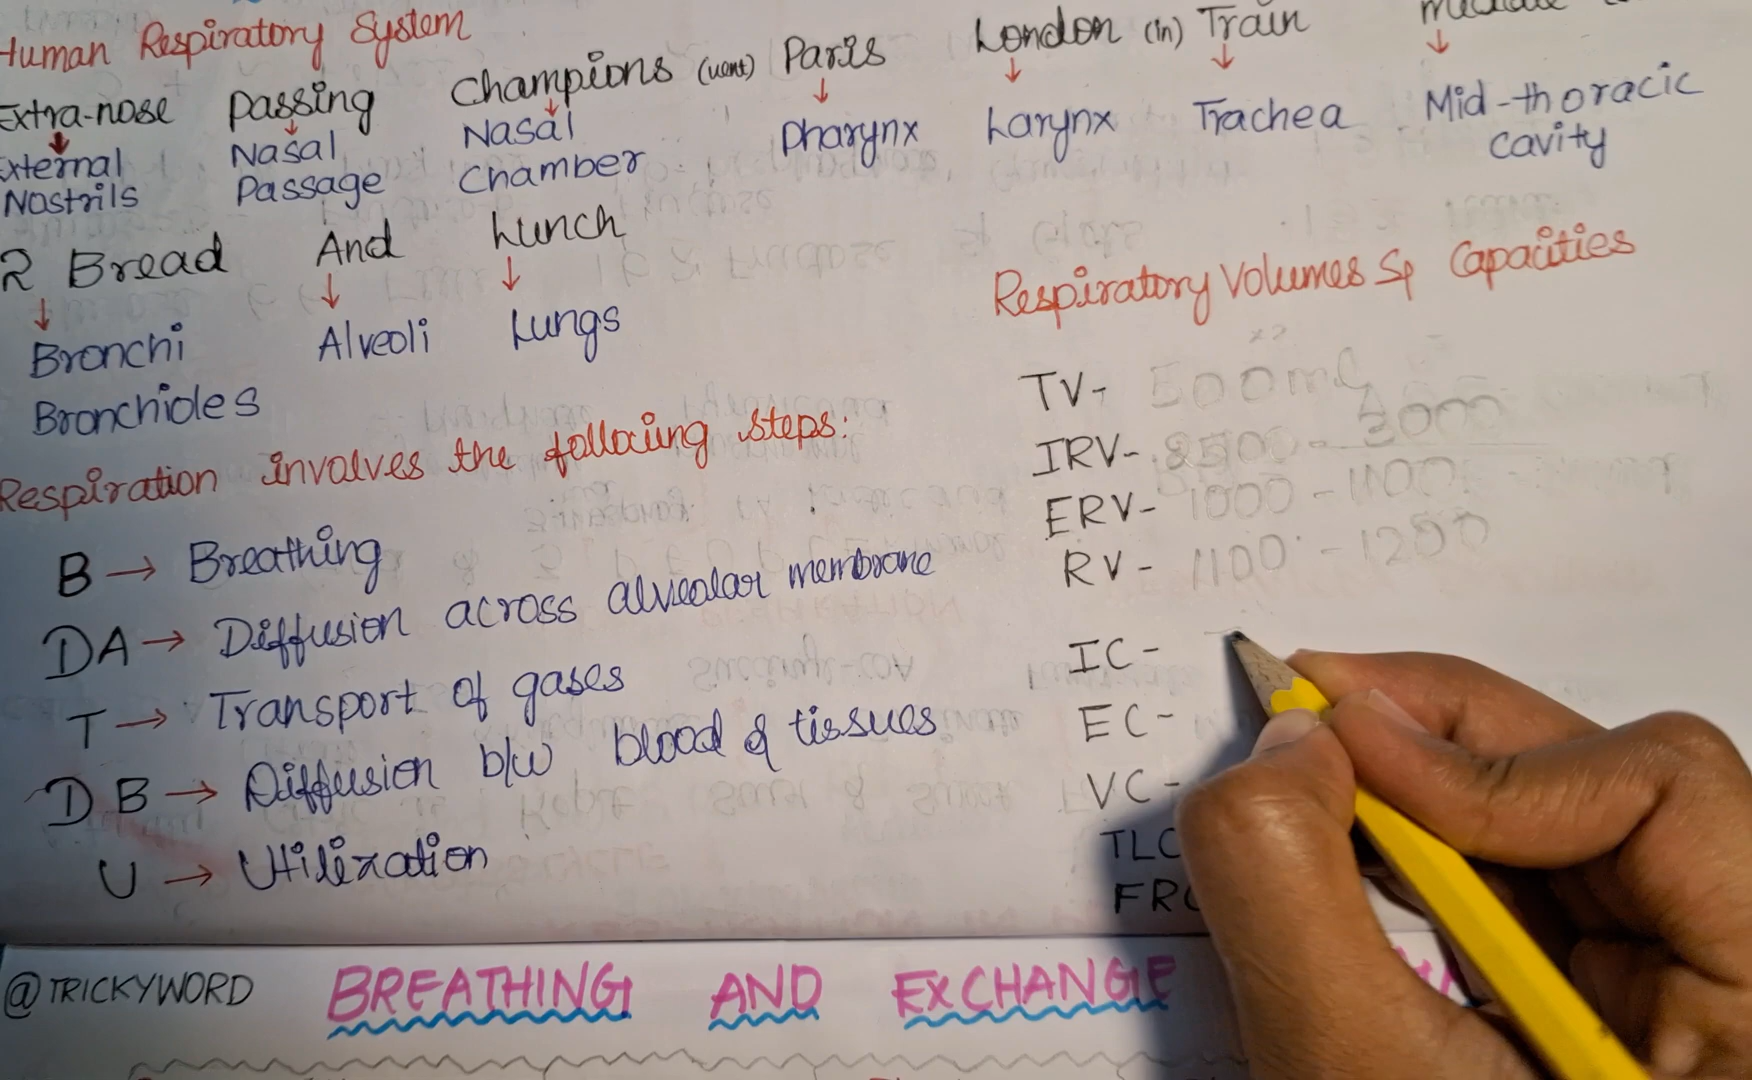 Human Respiratory System
Extra-nose Passing Champions (went) Paris London (in) Train
External Nostrils
Nasal Passage
Nasal Chamber
Pharynx
Larynx
Trachea
Mid-thoracic cavity
2 Bread And Lunch
Bronchi
Bronchioles
Alveoli
Lungs
Respiration involves the following steps:
B → Breathing
DA → Diffusion across alveolar membrane
T → Transport of gases
DB → Diffusion b/w blood & tissues
U → Utilization
Respiratory Volumes & Capacities
TV- 500mL
IRV- 2500 - 3000
ERV- 1000 - 1100
RV- 1100 - 1200
IC-
EC-
VC-
TLC
FRC
@TRICKYWORD
BREATHING AND EXCHANGE